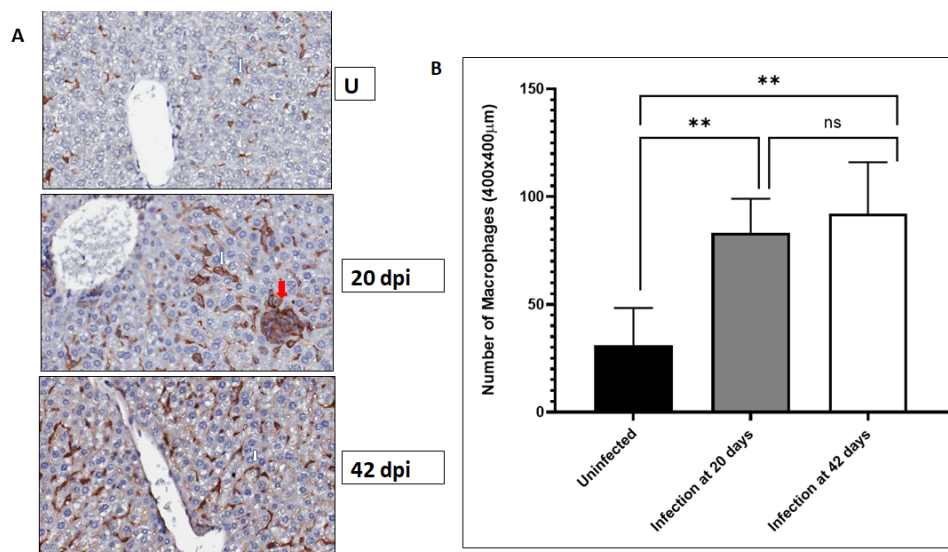 A
U
20 dpi
42 dpi
B
Number of Macrophages (400x400µm)
150
100
50
0
**
**
ns
Uninfected
Infection at 20 days
Infection at 42 days